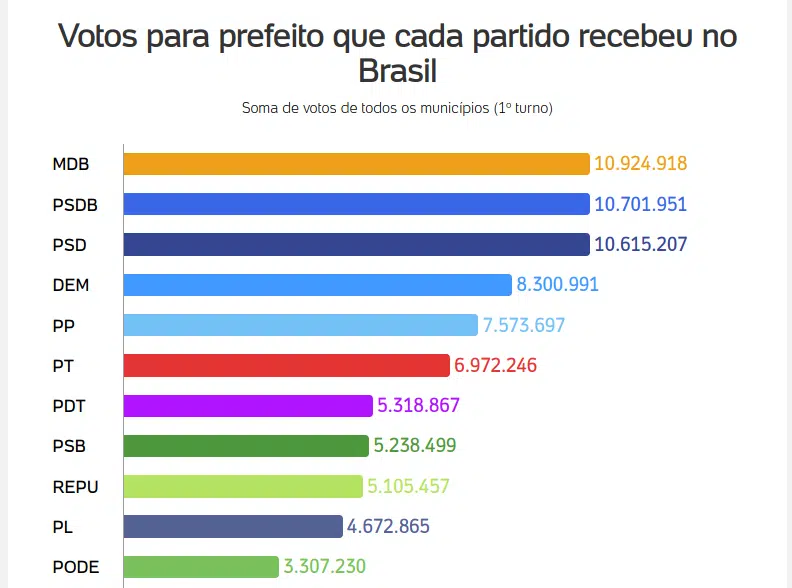 Votos para prefeito que cada partido recebeu no
Brasil
Soma de votos de todos os municípios (1º turno)
MDB 10.924.918
PSDB 10.701.951
PSD 10.615.207
DEM 8.300.991
PP 7.573.697
PT 6.972.246
PDT 5.318.867
PSB 5.238.499
REPU 5.105.457
PL 4.672.865
PODE 3.307.230